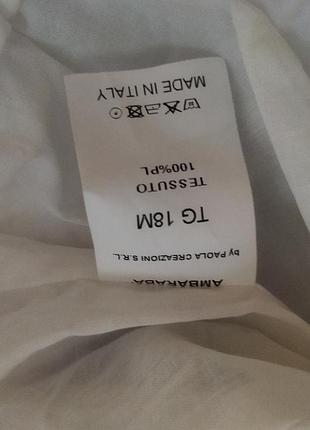 AMBARABA
by PAOLA CREAZIONI S.R.L.
TG 18M
TESSUTO
100%PL
MADE IN ITALY